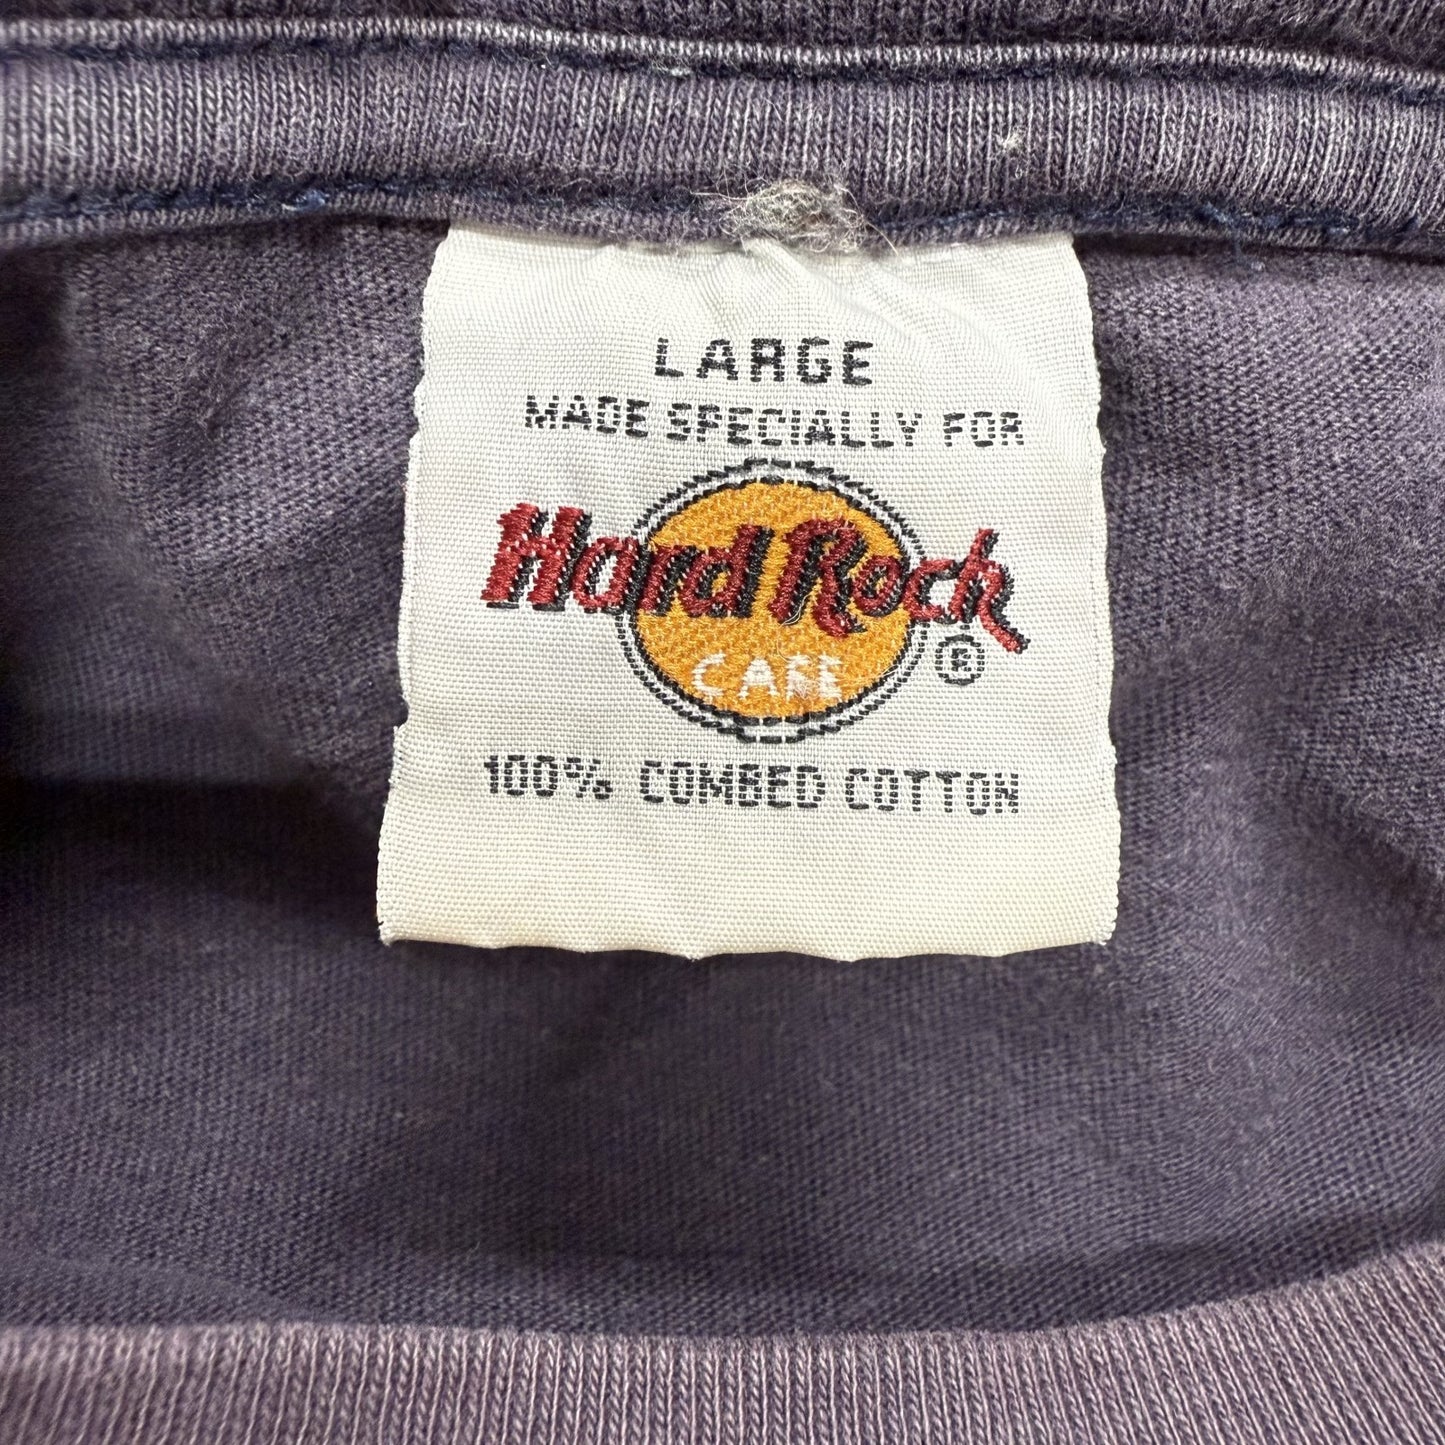 LARGE
MADE SPECIALLY FOR
Hard Rock
CAFE
®
100% COMBED COTTON